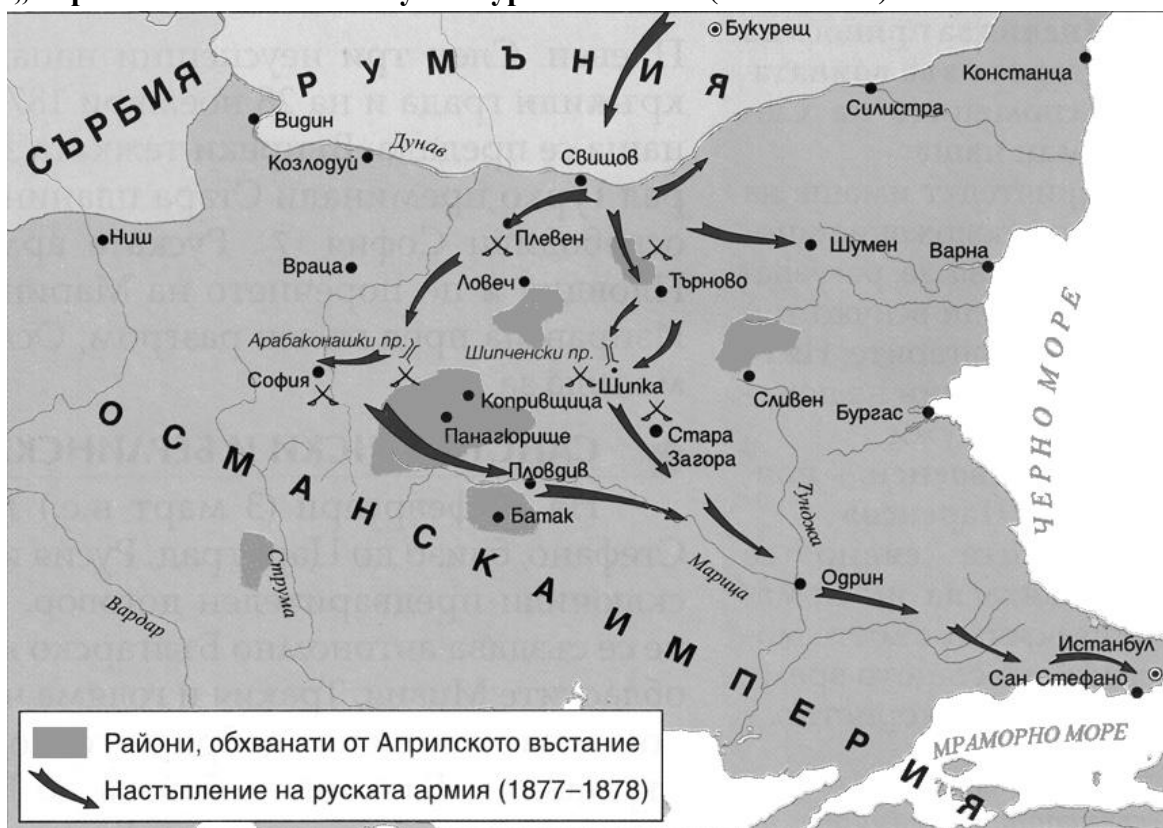 Букурещ
Констанца
РУМЪНИЯ
СЪРБИЯ
Силистра
Видин
Дунав
Козлодуй
Свищов
Ниш
Плевен
Шумен
Варна
Враца
Ловеч
Търново
Арабаконашки пр.
Шипченски пр.
София
Шипка
Сливен
Копривщица
Бургас
Панагюрище
Стара
Загора
ЧЕРНО МОРЕ
Пловдив
Тунджа
ОСМАНСКА ИМПЕРИЯ
Батак
Струма
Марица
Одрин
Вардар
Истанбул
Сан Стефано
МРАМОРНО МОРЕ
Райони, обхванати от Априлското въстание
Настъпление на руската армия (1877–1878)